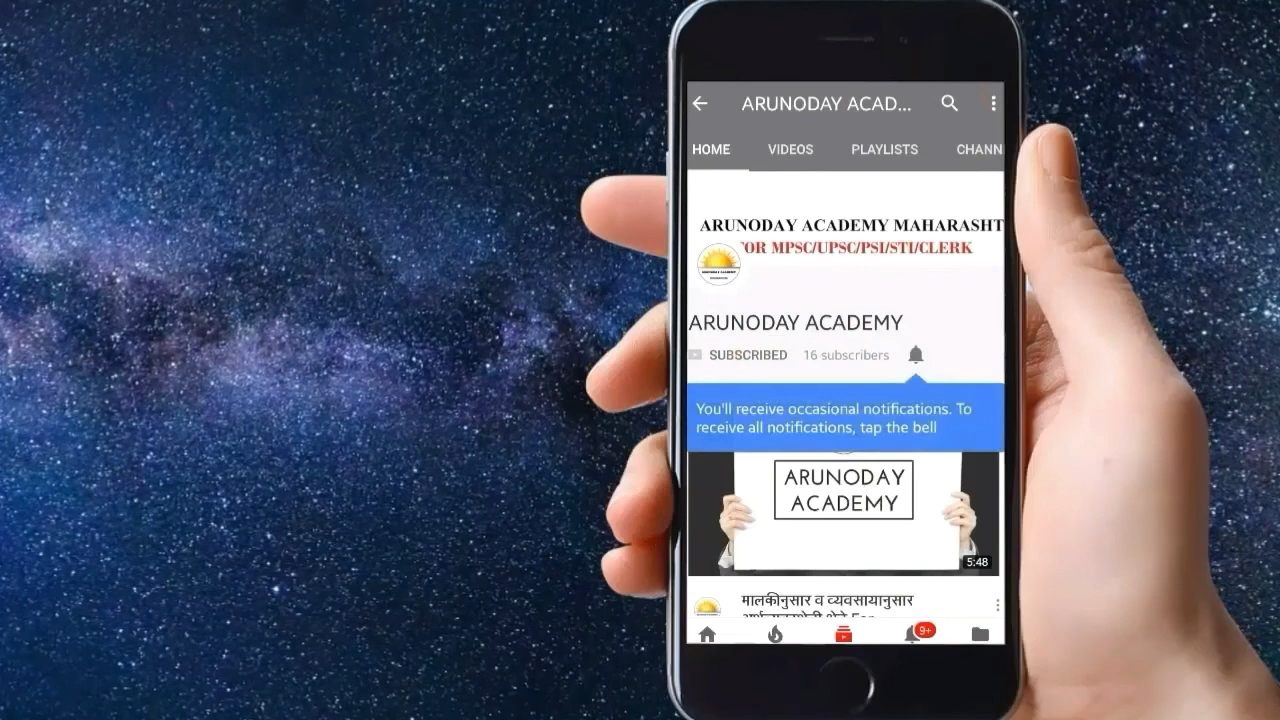 ARUNODAY ACAD...
HOME VIDEOS PLAYLISTS CHANN
ARUNODAY ACADEMY MAHARASHT
OR MPSC/UPSC/PSI/STI/CLERK
ARUNODAY ACADEMY
SUBSCRIBED 16 subscribers
You'll receive occasional notifications. To
receive all notifications, tap the bell
ARUNODAY
ACADEMY
5:48
मालकीनुसार व व्यवसायानुसार
9+